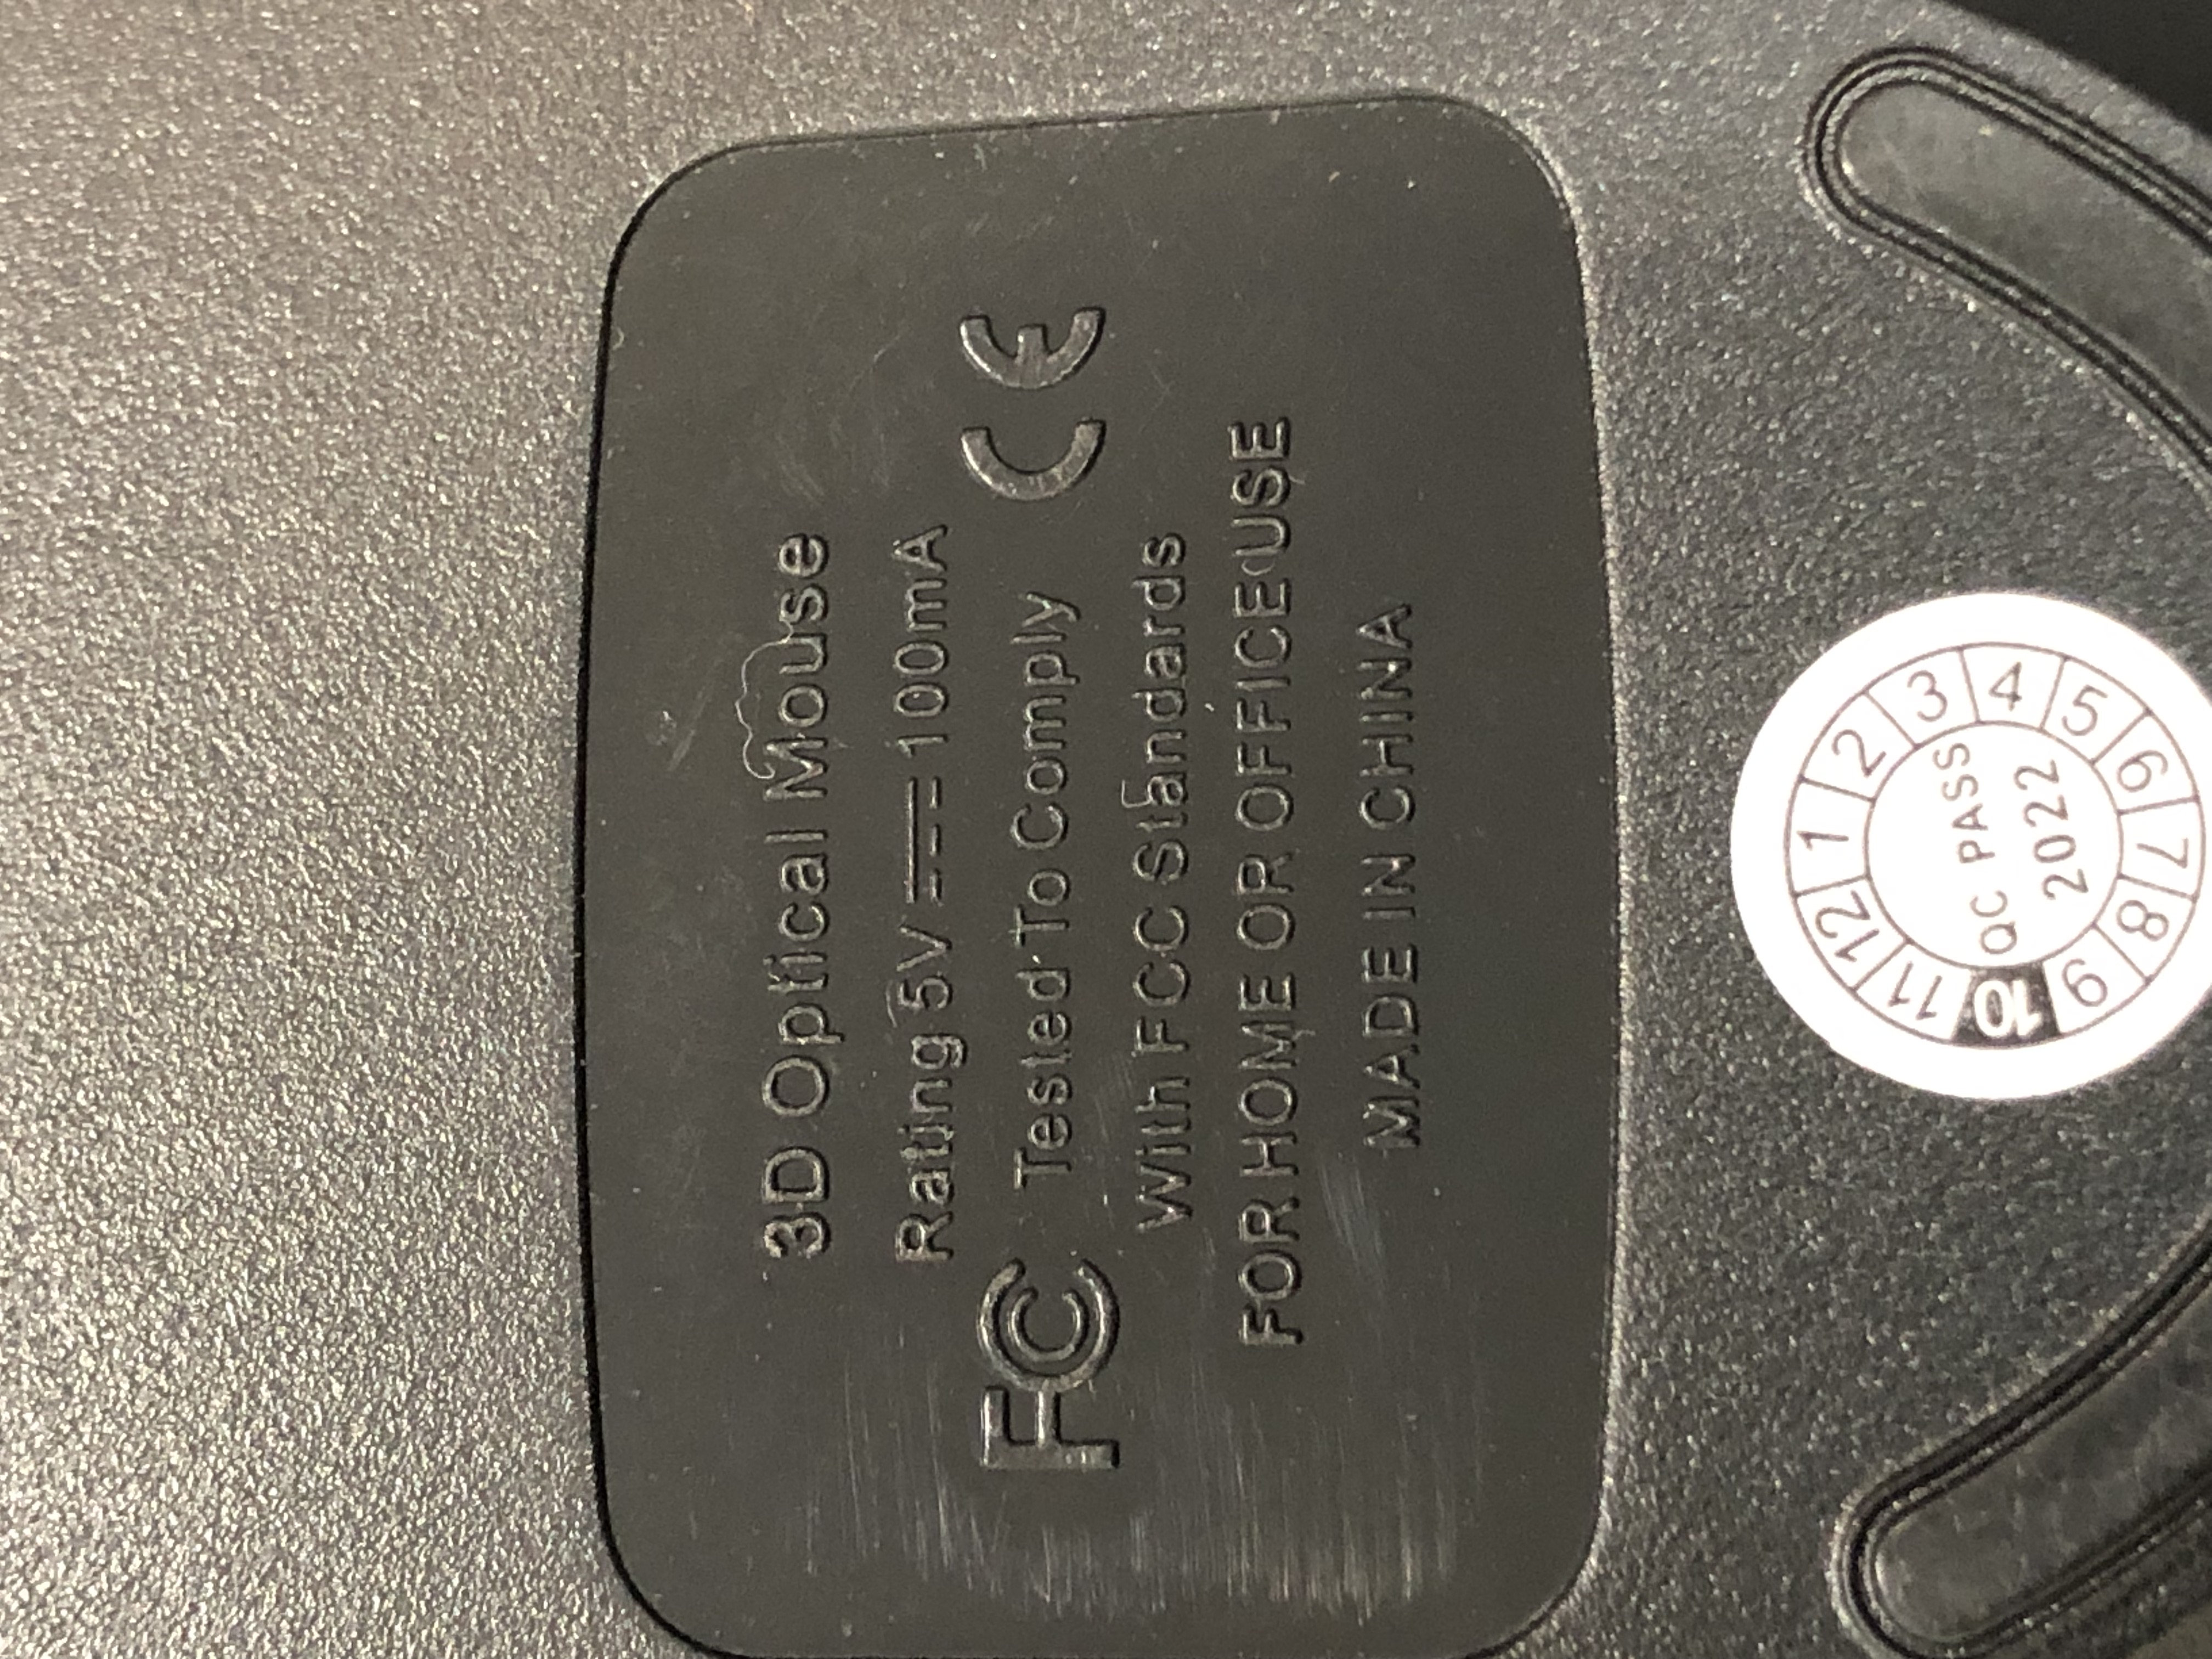 3D Optical Mouse
Rating 5V 100mA
FC Tested To Comply CE
With FCC Standards
FOR HOME OR OFFICE USE
MADE IN CHINA
1 2 3 4 5 6 7 8 9 10 11 12
QC PASS
2022